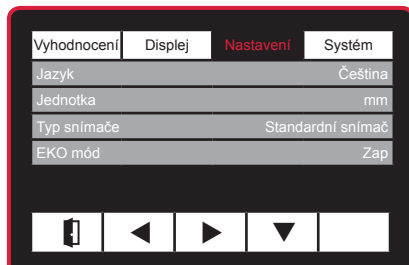 Vyhodnocení Displej Nastavení Systém
Jazyk Čeština
Jednotka mm
Typ snímače Standardní snímač
EKO mód Zap